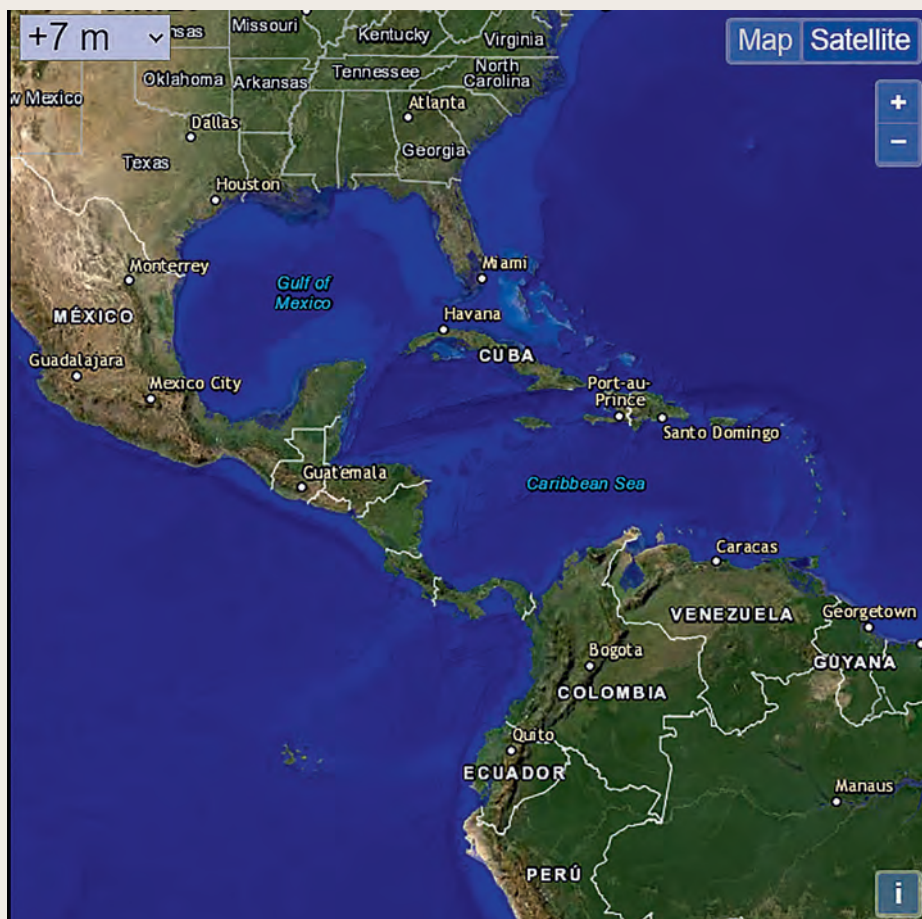 +7 m
Map
Satellite
+
−
Missouri
Kentucky
Virginia
nsas
Oklahoma
Arkansas
Tennessee
North
Carolina
w Mexico
Atlanta
Dallas
Georgia
Texas
Houston
Monterrey
Miami
Gulf of
Mexico
MÉXICO
Havana
CUBA
Guadalajara
Mexico City
Port-au-
Prince
Santo Domingo
Guatemala
Caribbean Sea
Caracas
VENEZUELA
Georgetown
Bogota
GUYANA
COLOMBIA
Quito
ECUADOR
Manaus
PERÚ
i